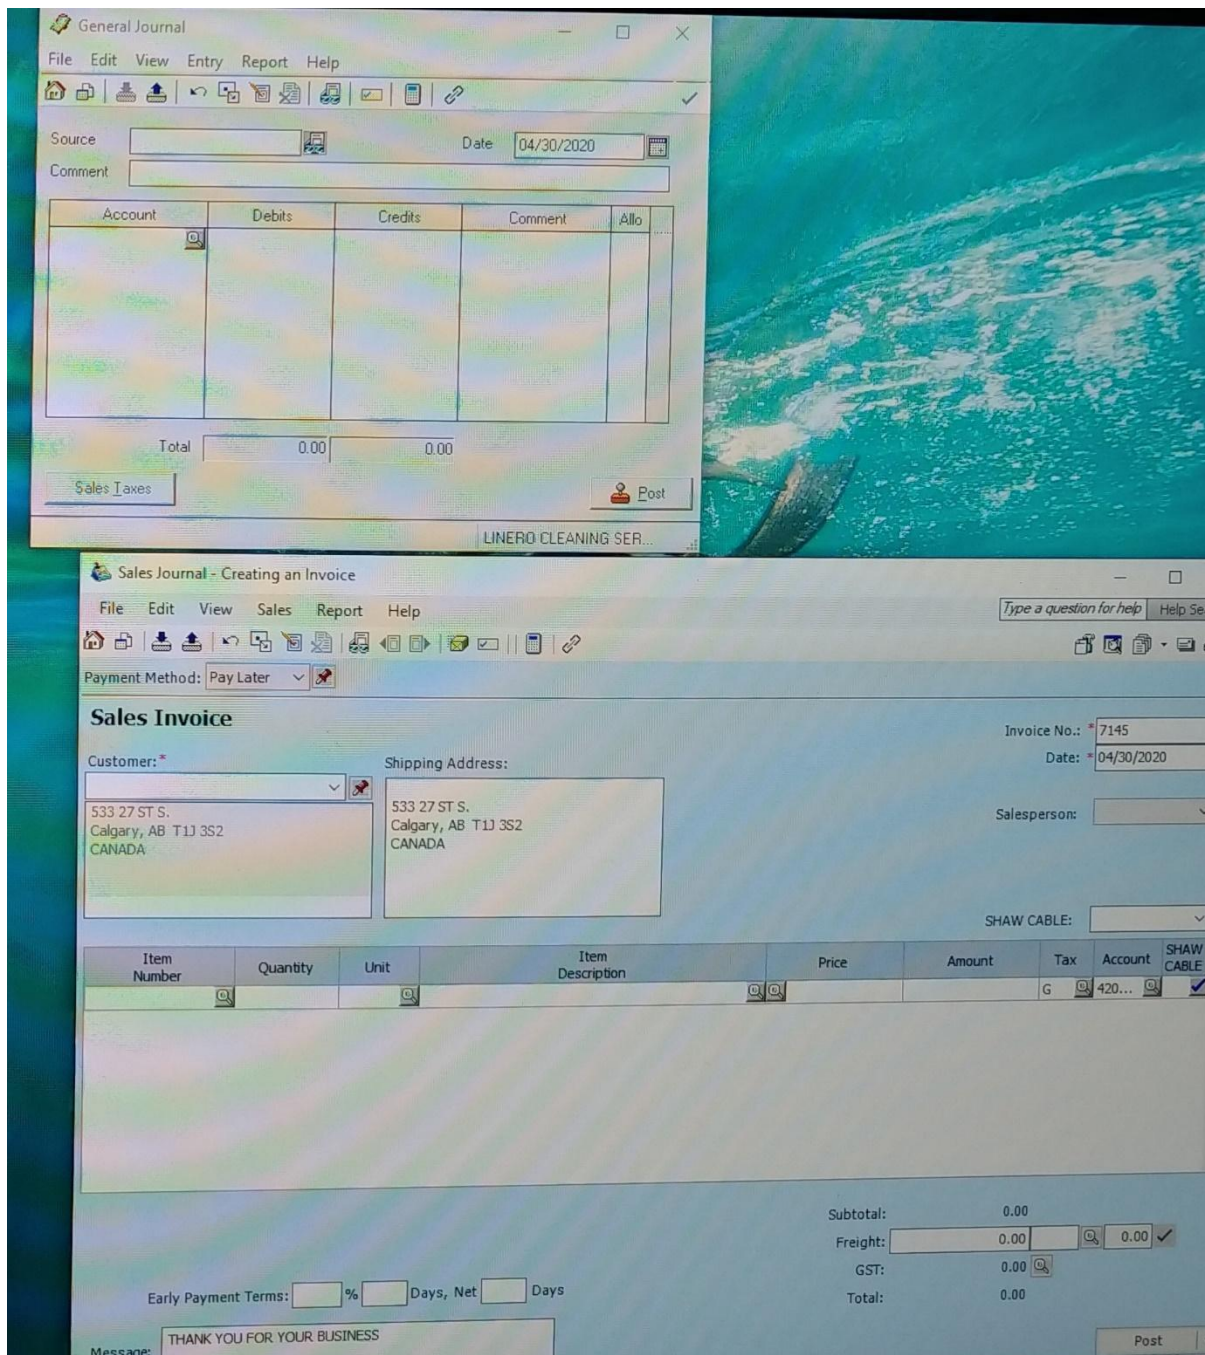 General Journal
File Edit View Entry Report Help
Source
Date 04/30/2020
Comment
Account Debits Credits Comment Allo
Total 0.00 0.00
Sales Taxes
Post
LINERO CLEANING SER...
Sales Journal - Creating an Invoice
File Edit View Sales Report Help
Type a question for help Help Se
Payment Method: Pay Later
Sales Invoice
Invoice No.: * 7145
Customer:* Shipping Address:
Date: * 04/30/2020
533 27 ST S.
Calgary, AB T1J 3S2
CANADA
533 27 ST S.
Calgary, AB T1J 3S2
CANADA
Salesperson:
SHAW CABLE:
Item Number Quantity Unit Item Description Price Amount Tax Account SHAW CABLE
G 420...
Subtotal: 0.00
Freight: 0.00 0.00
GST: 0.00
Total: 0.00
Early Payment Terms: % Days, Net Days
Message: THANK YOU FOR YOUR BUSINESS
Post